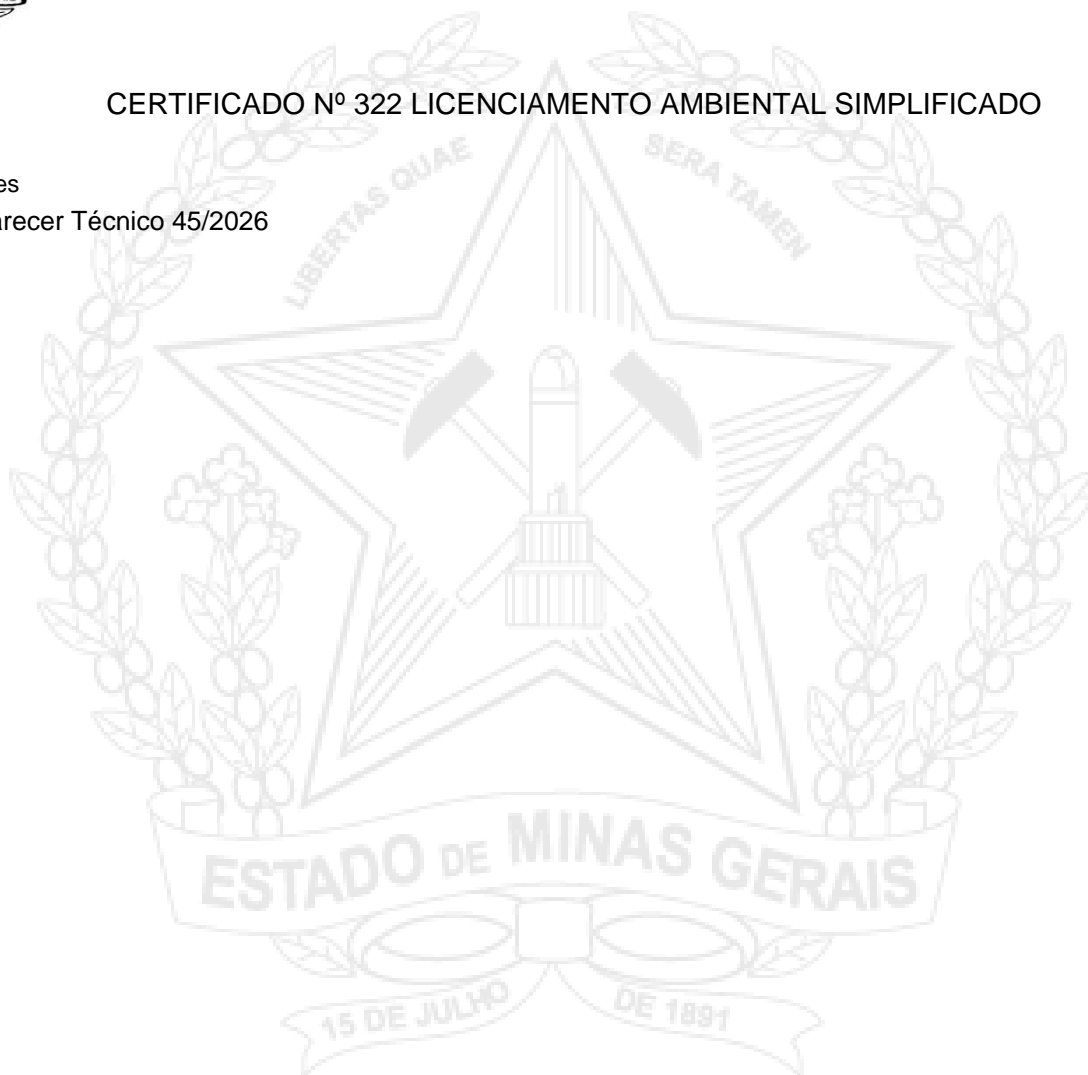 CERTIFICADO Nº 322 LICENCIAMENTO AMBIENTAL SIMPLIFICADO
es
arecer Técnico 45/2026
LIBERTAS QUAE SERA TAMEN
ESTADO DE MINAS GERAIS
15 DE JULHO DE 1891